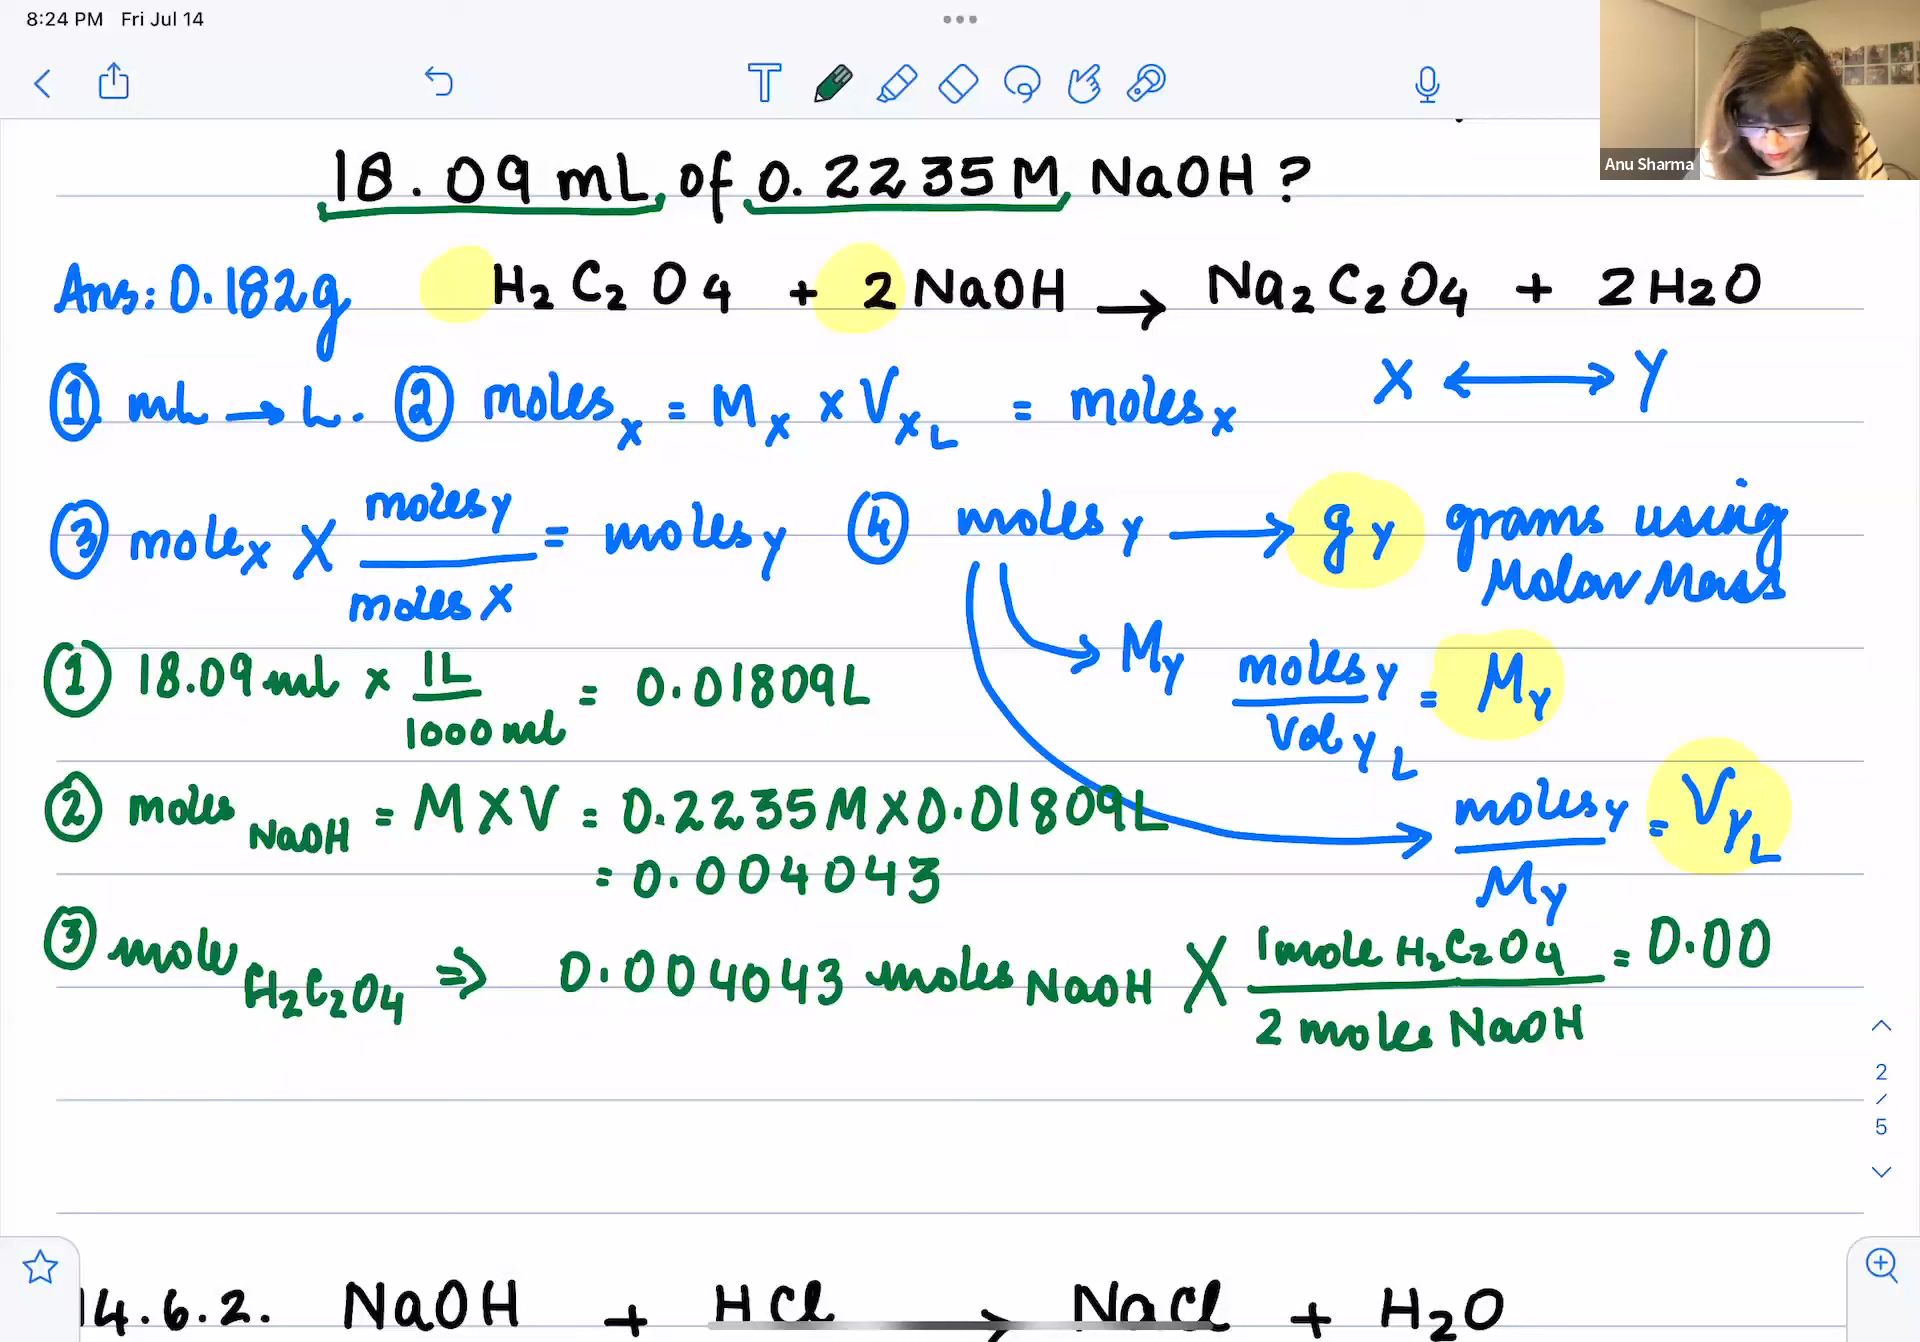 8:24 PM Fri Jul 14
Anu Sharma
18.09 mL of 0.2235 M NaOH ?
Ans: 0.182g H2C2O4 + 2 NaOH → Na2C2O4 + 2H2O
① mL → L. ② moles x = Mx × Vx L = moles x X ↔ Y
③ mole x X moles y / moles X = moles y ④ moles y → g y grams using Molar Mass
→ My moles y / Vol y L = My
→ moles y / My = V y L
① 18.09 ml × 1L / 1000 ml = 0.01809L
② moles NaOH = M X V = 0.2235M X 0.01809L
= 0.004043
③ mole H2C2O4 ⇒ 0.004043 moles NaOH X 1 mole H2C2O4 / 2 moles NaOH = 0.00
2
/
5
14.6.2. NaOH + HCl → NaCl + H2O